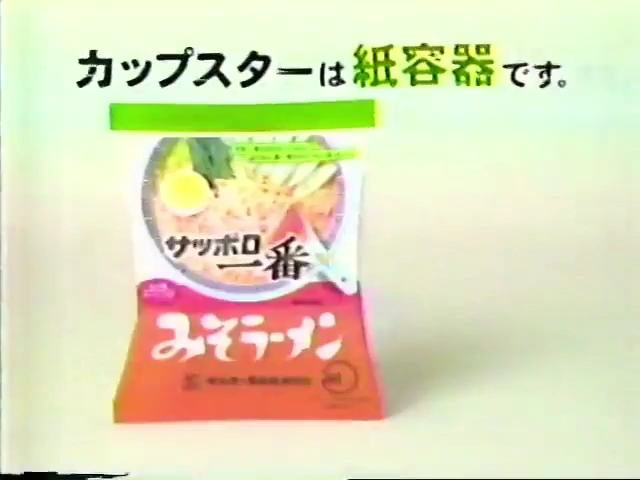 カップスターは紙容器です。
サッポロ
一番
みそラーメン